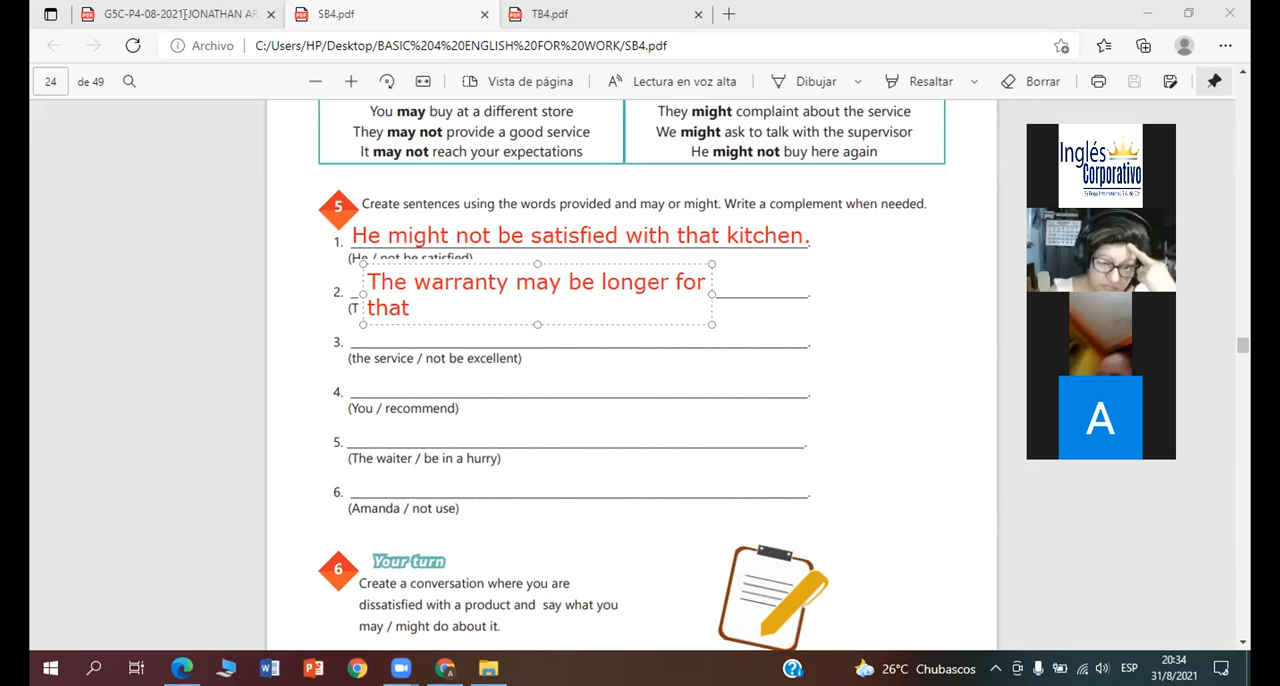 G5C-P4-08-2021-JONATHAN AR
SB4.pdf
TB4.pdf
Archivo
C:/Users/HP/Desktop/BASIC%204%20ENGLISH%20FOR%20WORK/SB4.pdf
24 de 49
Vista de página
Lectura en voz alta
Dibujar
Resaltar
Borrar
You may buy at a different store
They may not provide a good service
It may not reach your expectations
They might complaint about the service
We might ask to talk with the supervisor
He might not buy here again
5 Create sentences using the words provided and may or might. Write a complement when needed.
1. He might not be satisfied with that kitchen.
(He / not be satisfied)
2. The warranty may be longer for
that
(T
3. ____.
(the service / not be excellent)
4. ____.
(You / recommend)
5. ____.
(The waiter / be in a hurry)
6. ____.
(Amanda / not use)
6 Your turn
Create a conversation where you are
dissatisfied with a product and say what you
may / might do about it.
Inglés
Corporativo
A
26°C Chubascos
ESP
20:34
31/8/2021